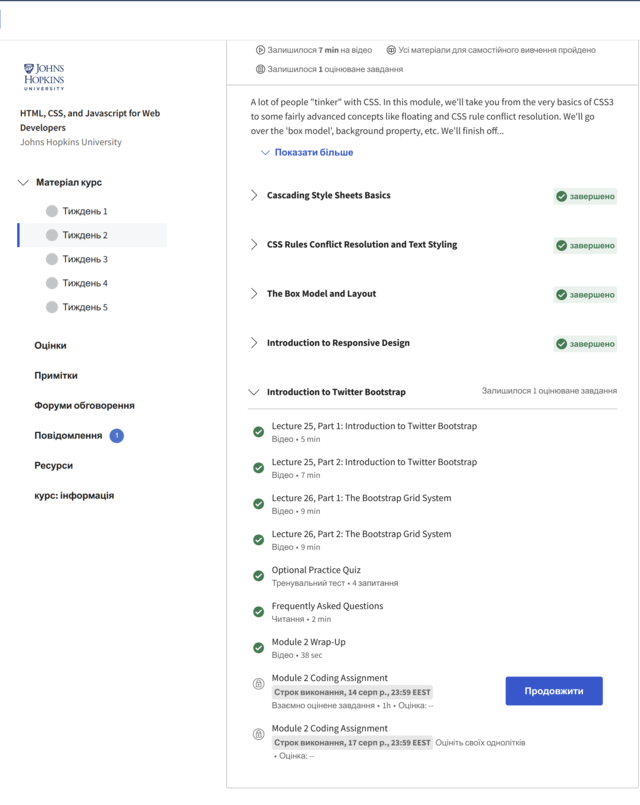 JOHNS
HOPKINS
UNIVERSITY
HTML, CSS, and Javascript for Web
Developers
Johns Hopkins University
Матеріал курс
Тиждень 1
Тиждень 2
Тиждень 3
Тиждень 4
Тиждень 5
Оцінки
Примітки
Форуми обговорення
Повідомлення 1
Ресурси
курс: інформація
Залишилося 7 min на відео Усі матеріали для самостійного вивчення пройдено
Залишилося 1 оцінюване завдання
A lot of people "tinker" with CSS. In this module, we'll take you from the very basics of CSS3
to some fairly advanced concepts like floating and CSS rule conflict resolution. We'll go
over the 'box model', background property, etc. We'll finish off...
Показати більше
Cascading Style Sheets Basics завершено
CSS Rules Conflict Resolution and Text Styling завершено
The Box Model and Layout завершено
Introduction to Responsive Design завершено
Introduction to Twitter Bootstrap Залишилося 1 оцінюване завдання
Lecture 25, Part 1: Introduction to Twitter Bootstrap
Відео • 5 min
Lecture 25, Part 2: Introduction to Twitter Bootstrap
Відео • 7 min
Lecture 26, Part 1: The Bootstrap Grid System
Відео • 9 min
Lecture 26, Part 2: The Bootstrap Grid System
Відео • 9 min
Optional Practice Quiz
Тренувальний тест • 4 запитання
Frequently Asked Questions
Читання • 2 min
Module 2 Wrap-Up
Відео • 38 sec
Module 2 Coding Assignment
Строк виконання, 14 серп р., 23:59 EEST
Взаємно оцінене завдання • 1h • Оцінка: --
Продовжити
Module 2 Coding Assignment
Строк виконання, 17 серп р., 23:59 EEST Оцініть своїх однолітків
• Оцінка: --